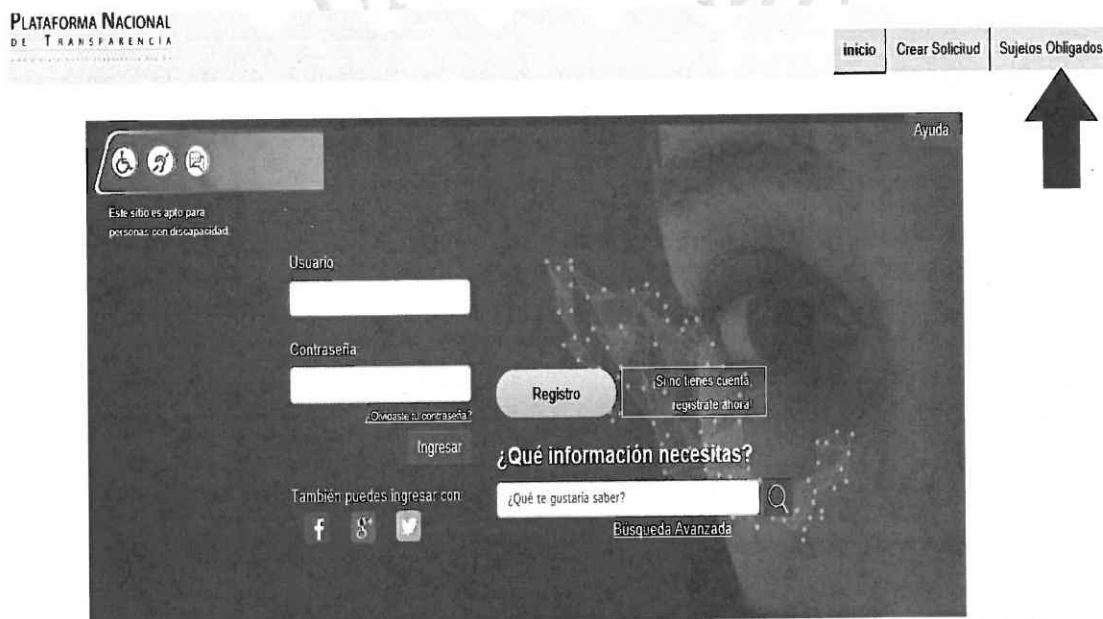 PLATAFORMA NACIONAL
DE TRANSPARENCIA
inicio
Crear Solicitud
Sujetos Obligados
Ayuda
Este sitio es apto para
personas con discapacidad.
Usuario
Contraseña:
¿Olvidaste tu contraseña?
Ingresar
También puedes ingresar con:
Registro
Si no tienes cuenta,
regístrate ahora!
¿Qué información necesitas?
¿Qué te gustaría saber?
Búsqueda Avanzada